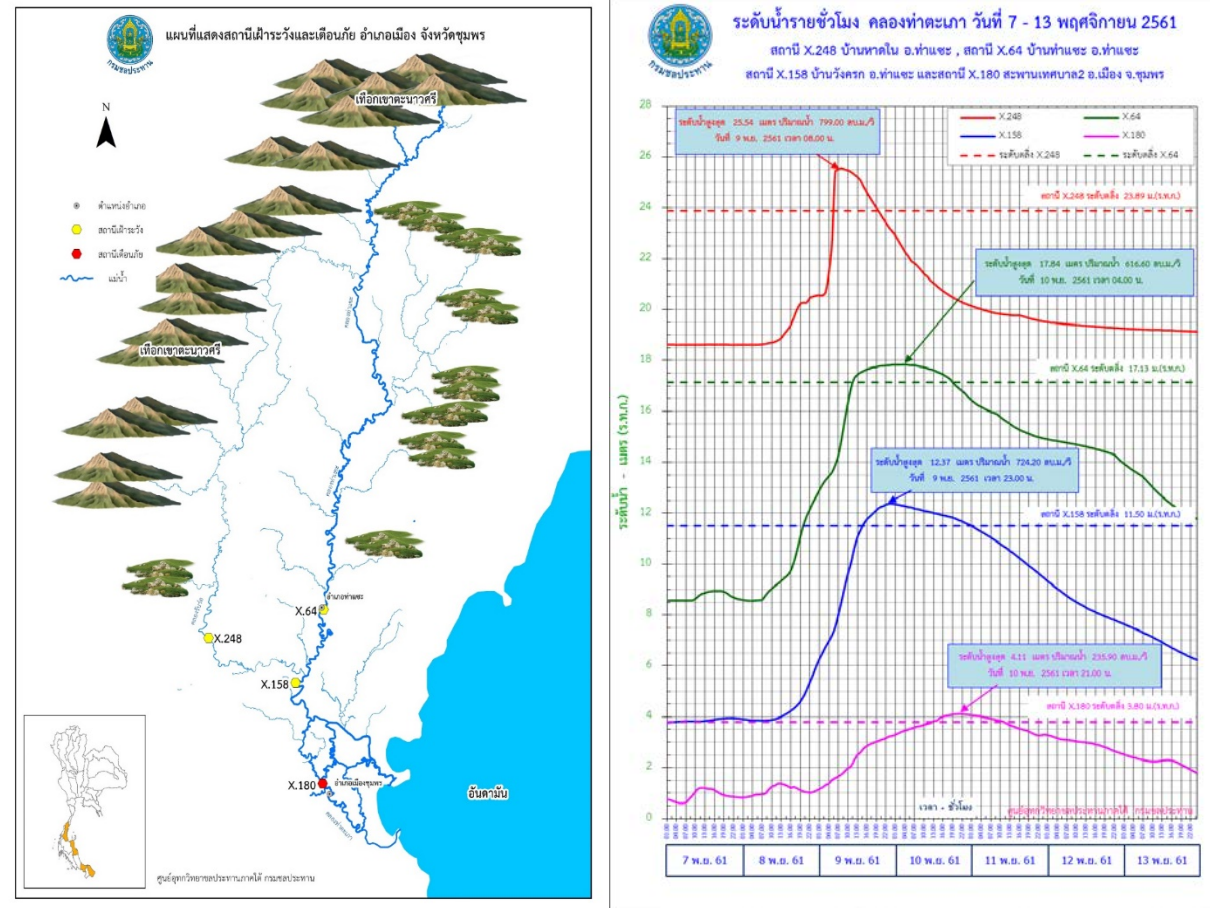 กรมชลประทาน
แผนที่แสดงสถานีเฝ้าระวังและเตือนภัย อำเภอเมือง จังหวัดชุมพร
N
เทือกเขาตะนาวศรี
ตำแหน่งอำเภอ
สถานีเฝ้าระวัง
สถานีเตือนภัย
แม่น้ำ
เทือกเขาตะนาวศรี
X.64
อำเภอท่าแซะ
X.248
X.158
X.180
อำเภอเมืองชุมพร
อันดามัน
ศูนย์อุทกวิทยาชลประทานภาคใต้ กรมชลประทาน
กรมชลประทาน
ระดับน้ำรายชั่วโมง คลองท่าตะเภา วันที่ 7 - 13 พฤศจิกายน 2561
สถานี X.248 บ้านหาดใน อ.ท่าแซะ , สถานี X.64 บ้านท่าแซะ อ.ท่าแซะ
สถานี X.158 บ้านวังครก อ.ท่าแซะ และสถานี X.180 สะพานเทศบาล2 อ.เมือง จ.ชุมพร
ระดับน้ำ - เมตร (ร.ท.ก.)
28
26
24
22
20
18
16
14
12
10
8
6
4
2
0
X.248
X.64
X.158
X.180
ระดับตลิ่ง X.248
ระดับตลิ่ง X.64
ระดับน้ำสูงสุด 25.54 เมตร ปริมาณน้ำ 799.00 ลบ.ม./วิ
วันที่ 9 พ.ย. 2561 เวลา 08.00 น.
สถานี X.248 ระดับตลิ่ง 23.89 ม.(ร.ท.ก.)
ระดับน้ำสูงสุด 17.84 เมตร ปริมาณน้ำ 616.60 ลบ.ม./วิ
วันที่ 10 พ.ย. 2561 เวลา 04.00 น.
สถานี X.64 ระดับตลิ่ง 17.13 ม.(ร.ท.ก.)
ระดับน้ำสูงสุด 12.37 เมตร ปริมาณน้ำ 724.20 ลบ.ม./วิ
วันที่ 9 พ.ย. 2561 เวลา 23.00 น.
สถานี X.158 ระดับตลิ่ง 11.50 ม.(ร.ท.ก.)
ระดับน้ำสูงสุด 4.11 เมตร ปริมาณน้ำ 235.90 ลบ.ม./วิ
วันที่ 10 พ.ย. 2561 เวลา 21.00 น.
สถานี X.180 ระดับตลิ่ง 3.80 ม.(ร.ท.ก.)
เวลา - ชั่วโมง
ศูนย์อุทกวิทยาชลประทานภาคใต้ กรมชลประทาน
7 พ.ย. 61
8 พ.ย. 61
9 พ.ย. 61
10 พ.ย. 61
11 พ.ย. 61
12 พ.ย. 61
13 พ.ย. 61